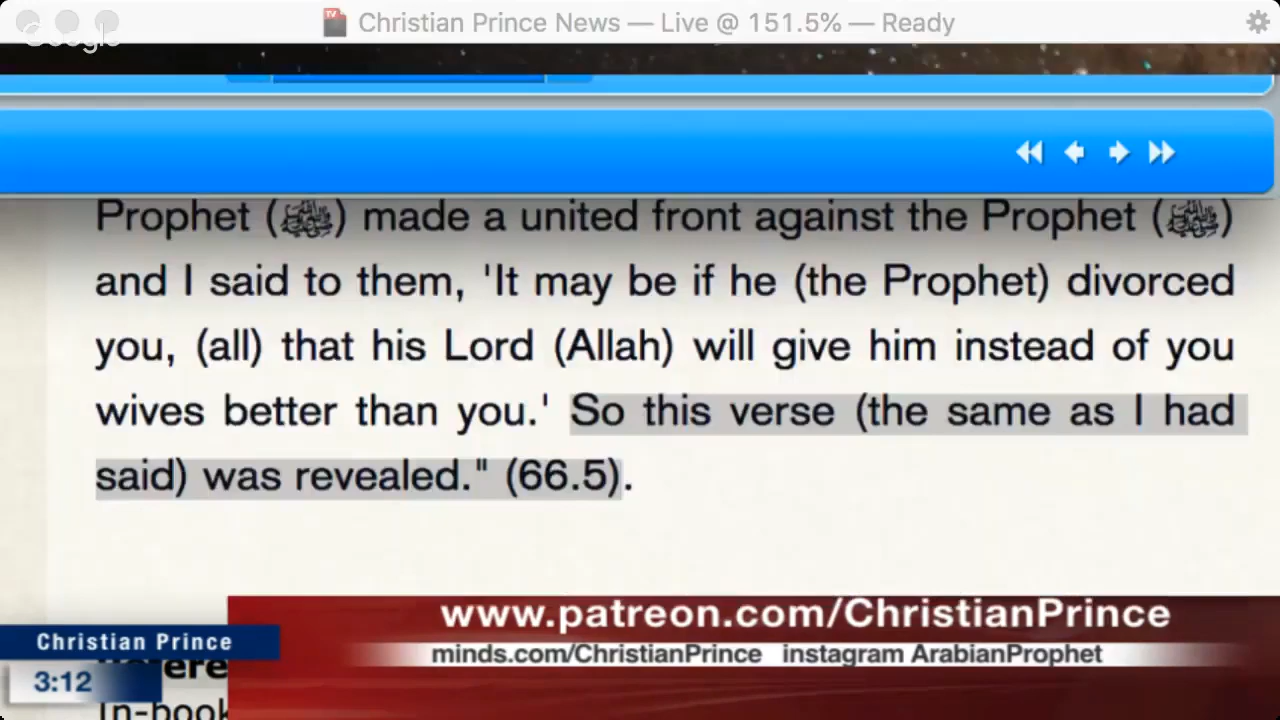 Christian Prince News — Live @ 151.5% — Ready
Google
Prophet (ﷺ) made a united front against the Prophet (ﷺ)
and I said to them, 'It may be if he (the Prophet) divorced
you, (all) that his Lord (Allah) will give him instead of you
wives better than you.' So this verse (the same as I had
said) was revealed." (66.5).
www.patreon.com/ChristianPrince
Christian Prince
minds.com/ChristianPrince instagram ArabianProphet
3:12
In-book